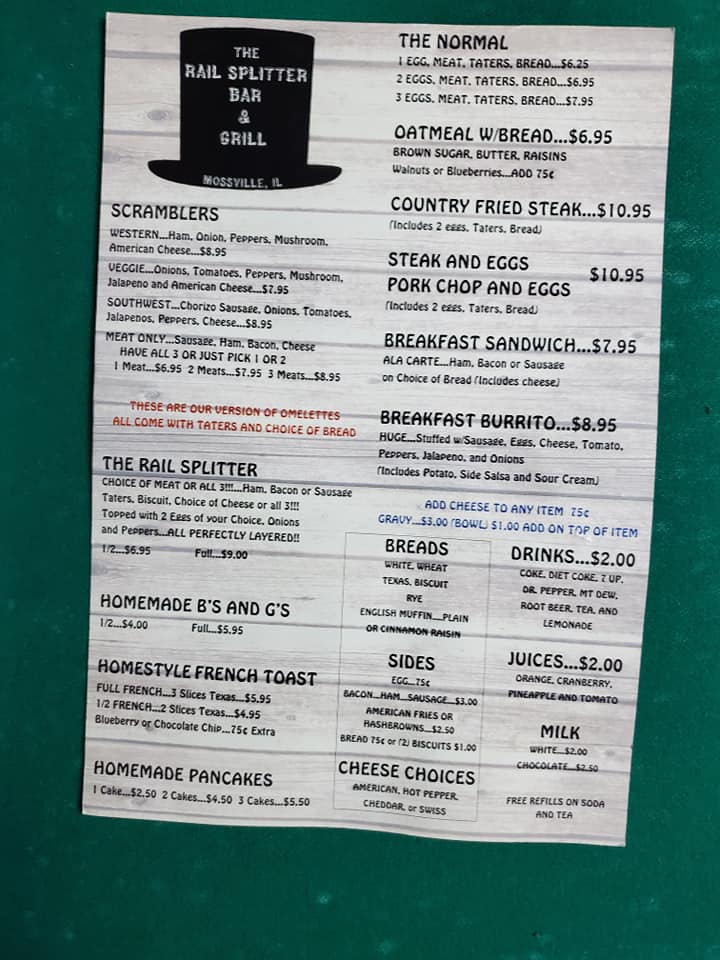 THE
RAIL SPLITTER
BAR
&
GRILL
MOSSVILLE, IL
SCRAMBLERS
WESTERN...Ham, Onion, Peppers, Mushroom,
American Cheese...$8.95
VEGGIE...Onions, Tomatoes, Peppers, Mushroom,
Jalapeno and American Cheese...$7.95
SOUTHWEST...Chorizo Sausage, Onions, Tomatoes,
Jalapenos, Peppers, Cheese...$8.95
MEAT ONLY...Sausage, Ham, Bacon, Cheese
HAVE ALL 3 OR JUST PICK 1 OR 2
1 Meat...$6.95 2 Meats...$7.95 3 Meats...$8.95
THESE ARE OUR VERSION OF OMELETTES
ALL COME WITH TATERS AND CHOICE OF BREAD
THE RAIL SPLITTER
CHOICE OF MEAT OR ALL 3!!!...Ham, Bacon or Sausage
Taters, Biscuit, Choice of Cheese or all 3!!!
Topped with 2 Eggs of your Choice, Onions
and Peppers...ALL PERFECTLY LAYERED!!
1/2...$6.95 Full...$9.00
HOMEMADE B'S AND G'S
1/2...$4.00 Full...$5.95
HOMESTYLE FRENCH TOAST
FULL FRENCH...3 Slices Texas...$5.95
1/2 FRENCH...2 Slices Texas...$4.95
Blueberry or Chocolate Chip...75¢ Extra
HOMEMADE PANCAKES
1 Cake...$2.50 2 Cakes...$4.50 3 Cakes...$5.50
THE NORMAL
1 EGG, MEAT, TATERS, BREAD...$6.25
2 EGGS, MEAT, TATERS, BREAD...$6.95
3 EGGS, MEAT, TATERS, BREAD...$7.95
OATMEAL W/BREAD...$6.95
BROWN SUGAR, BUTTER, RAISINS
Walnuts or Blueberries...ADD 75¢
COUNTRY FRIED STEAK...$10.95
(Includes 2 eggs, Taters, Bread)
STEAK AND EGGS
$10.95
PORK CHOP AND EGGS
(Includes 2 eggs, Taters, Bread)
BREAKFAST SANDWICH...$7.95
ALA CARTE...Ham, Bacon or Sausage
on Choice of Bread (Includes cheese)
BREAKFAST BURRITO...$8.95
HUGE...Stuffed w/Sausage, Eggs, Cheese, Tomato,
Peppers, Jalapeno, and Onions
(Includes Potato, Side Salsa and Sour Cream)
ADD CHEESE TO ANY ITEM 75¢
GRAVY...$3.00 (BOWL) $1.00 ADD ON TOP OF ITEM
BREADS
WHITE, WHEAT
TEXAS, BISCUIT
RYE
ENGLISH MUFFIN...PLAIN
OR CINNAMON RAISIN
SIDES
EGG...75¢
BACON...HAM...SAUSAGE...$3.00
AMERICAN FRIES OR
HASHBROWNS...$2.50
BREAD 75¢ or (2) BISCUITS $1.00
CHEESE CHOICES
AMERICAN, HOT PEPPER,
CHEDDAR, or SWISS
DRINKS...$2.00
COKE, DIET COKE, 7 UP,
DR. PEPPER, MT DEW,
ROOT BEER, TEA, AND
LEMONADE
JUICES...$2.00
ORANGE, CRANBERRY,
PINEAPPLE AND TOMATO
MILK
WHITE...$2.00
CHOCOLATE...$2.50
FREE REFILLS ON SODA
AND TEA